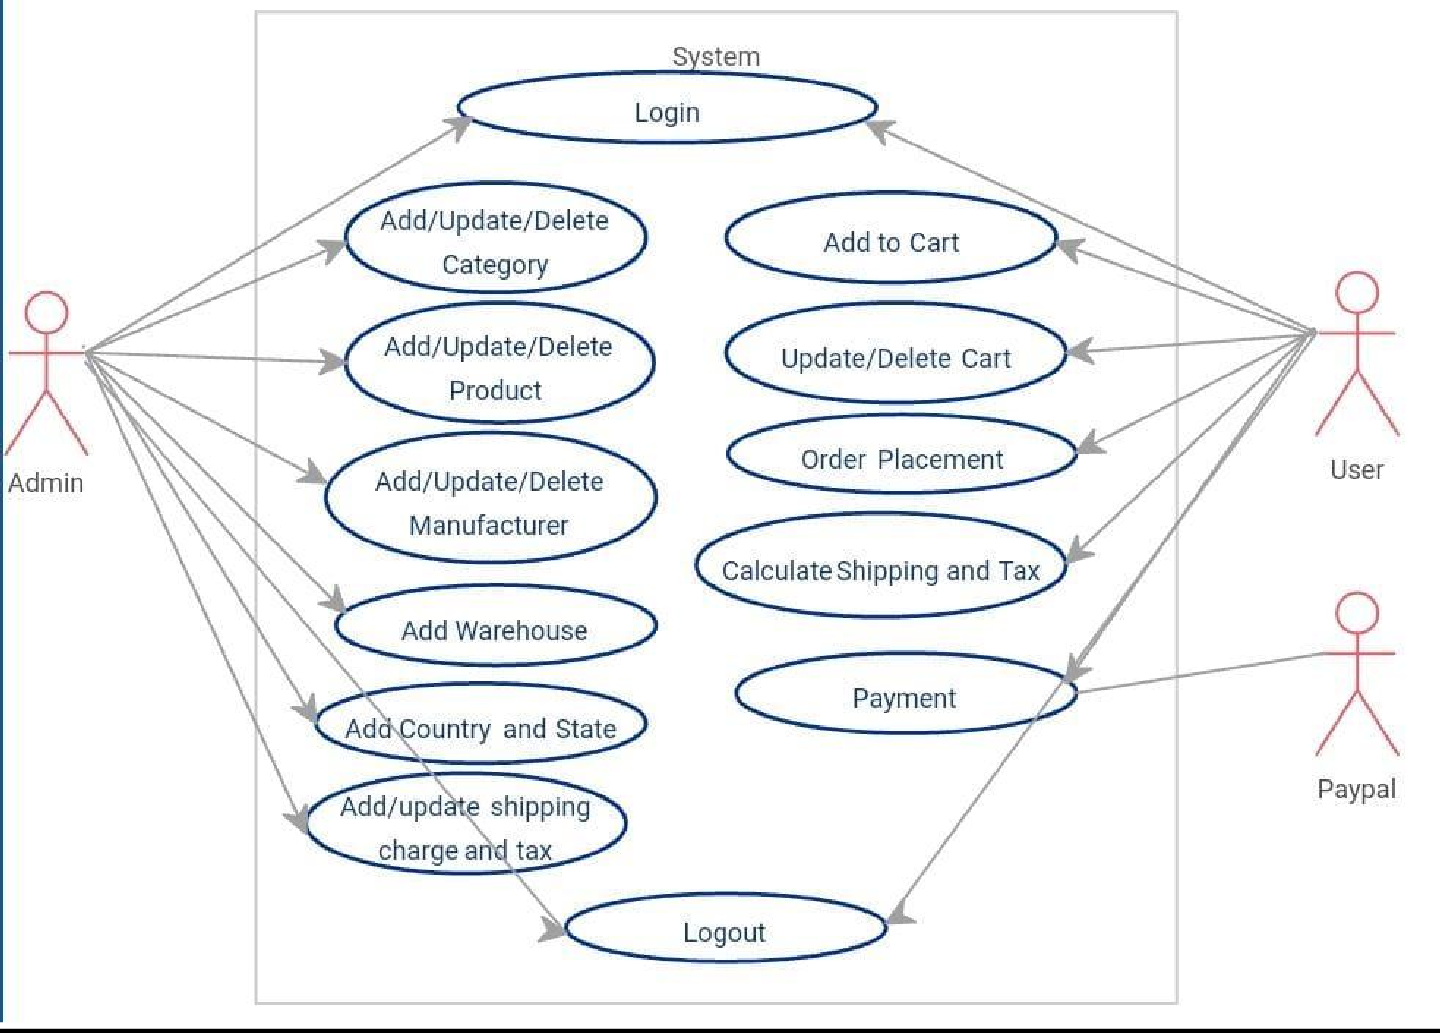 System
Login
Add/Update/Delete
Category
Add to Cart
Add/Update/Delete
Product
Update/Delete Cart
Admin
Add/Update/Delete
Manufacturer
Order Placement
User
Calculate Shipping and Tax
Add Warehouse
Payment
Add Country and State
Paypal
Add/update shipping
charge and tax
Logout